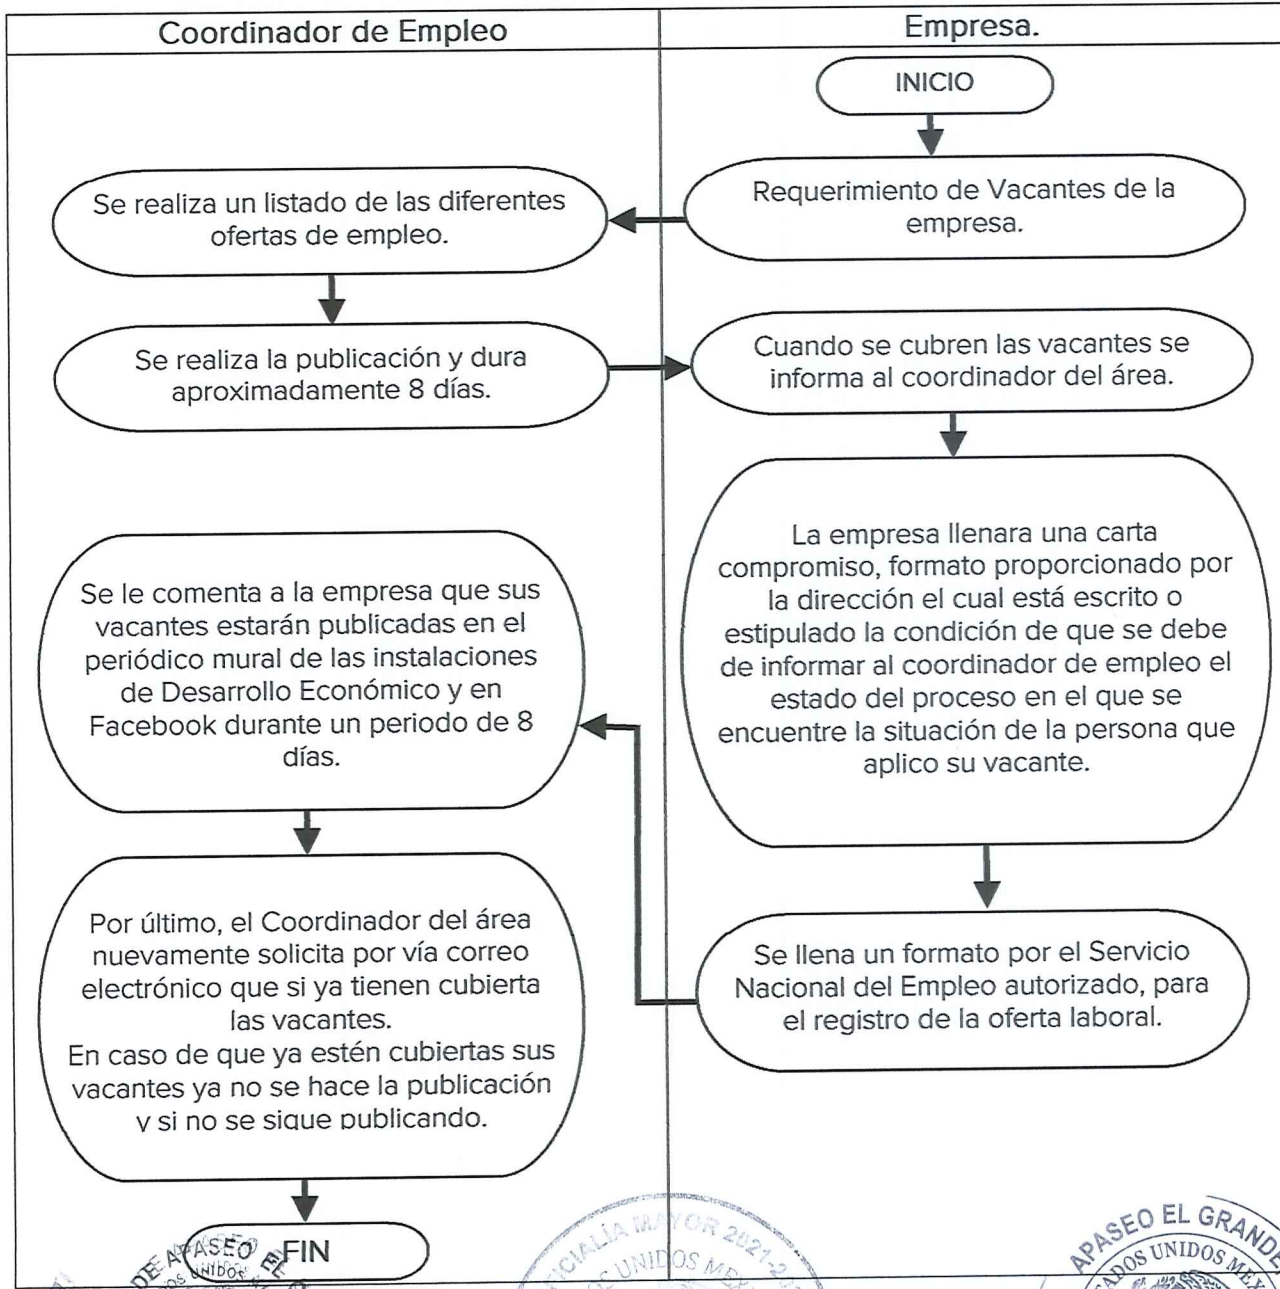 Coordinador de Empleo
Empresa.
INICIO
Requerimiento de Vacantes de la
empresa.
Se realiza un listado de las diferentes
ofertas de empleo.
Se realiza la publicación y dura
aproximadamente 8 días.
Cuando se cubren las vacantes se
informa al coordinador del área.
La empresa llenara una carta
compromiso, formato proporcionado por
la dirección el cual está escrito o
estipulado la condición de que se debe
de informar al coordinador de empleo el
estado del proceso en el que se
encuentre la situación de la persona que
aplico su vacante.
Se llena un formato por el Servicio
Nacional del Empleo autorizado, para
el registro de la oferta laboral.
Se le comenta a la empresa que sus
vacantes estarán publicadas en el
periódico mural de las instalaciones
de Desarrollo Económico y en
Facebook durante un periodo de 8
días.
Por último, el Coordinador del área
nuevamente solicita por vía correo
electrónico que si ya tienen cubierta
las vacantes.
En caso de que ya estén cubiertas sus
vacantes ya no se hace la publicación
y si no se sigue publicando.
FIN
DE APASEO
UNIDOS
MAYOR 2021-
UNIDOS MEX
APASEO EL GRANDE
UNIDOS MEX